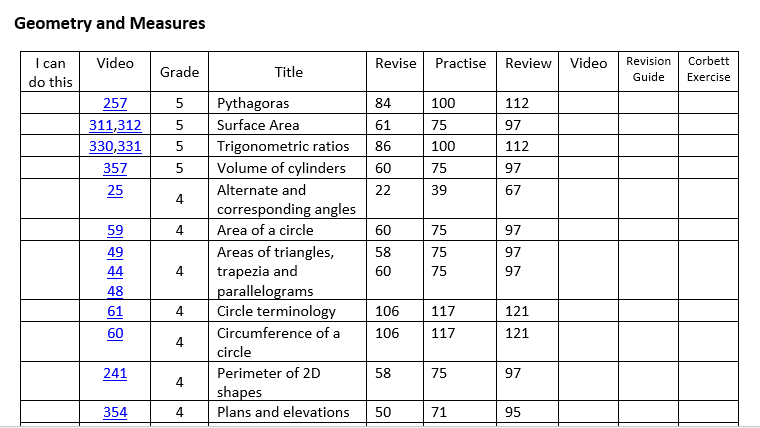 Geometry and Measures
I can do this Video Grade Title Revise Practise Review Video Revision Guide Corbett Exercise
257 5 Pythagoras 84 100 112
311,312 5 Surface Area 61 75 97
330,331 5 Trigonometric ratios 86 100 112
357 5 Volume of cylinders 60 75 97
25 4 Alternate and corresponding angles 22 39 67
59 4 Area of a circle 60 75 97
49 Areas of triangles, 58 75 97
44 4 trapezia and 60 75 97
48 parallelograms
61 4 Circle terminology 106 117 121
60 4 Circumference of a circle 106 117 121
241 4 Perimeter of 2D shapes 58 75 97
354 4 Plans and elevations 50 71 95